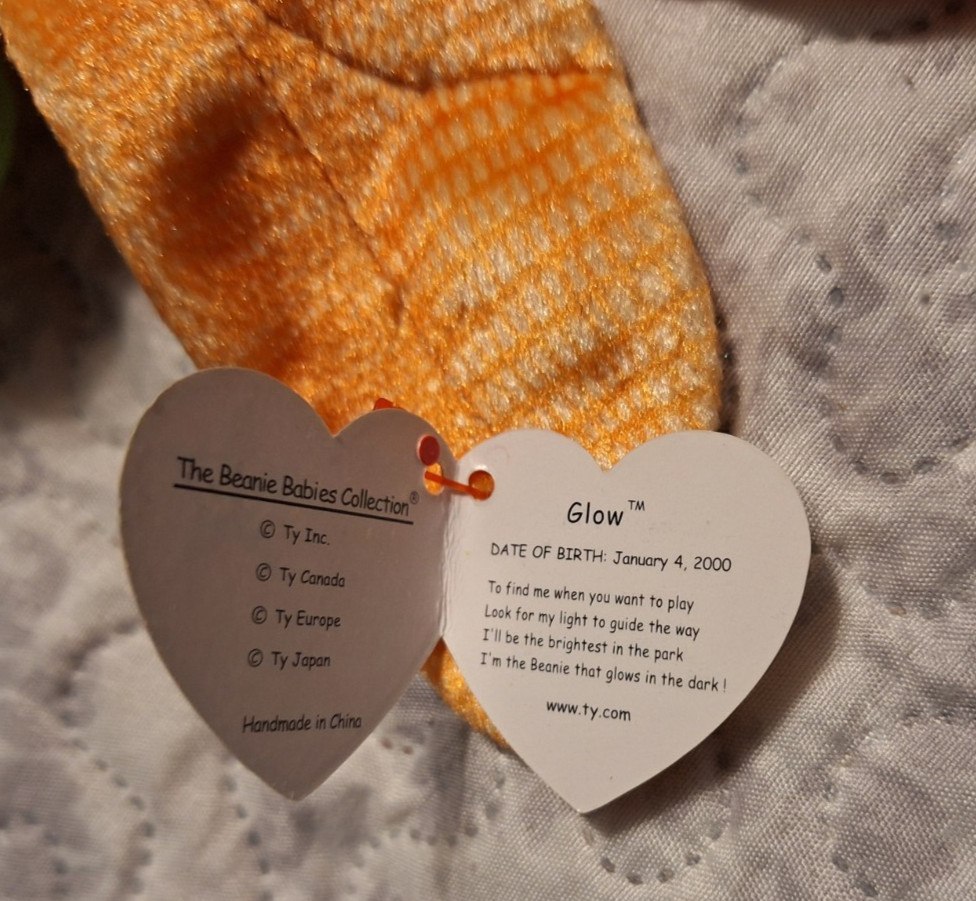 The Beanie Babies Collection®
© Ty Inc.
© Ty Canada
© Ty Europe
© Ty Japan
Handmade in China
Glow™
DATE OF BIRTH: January 4, 2000
To find me when you want to play
Look for my light to guide the way
I'll be the brightest in the park
I'm the Beanie that glows in the dark !
www.ty.com